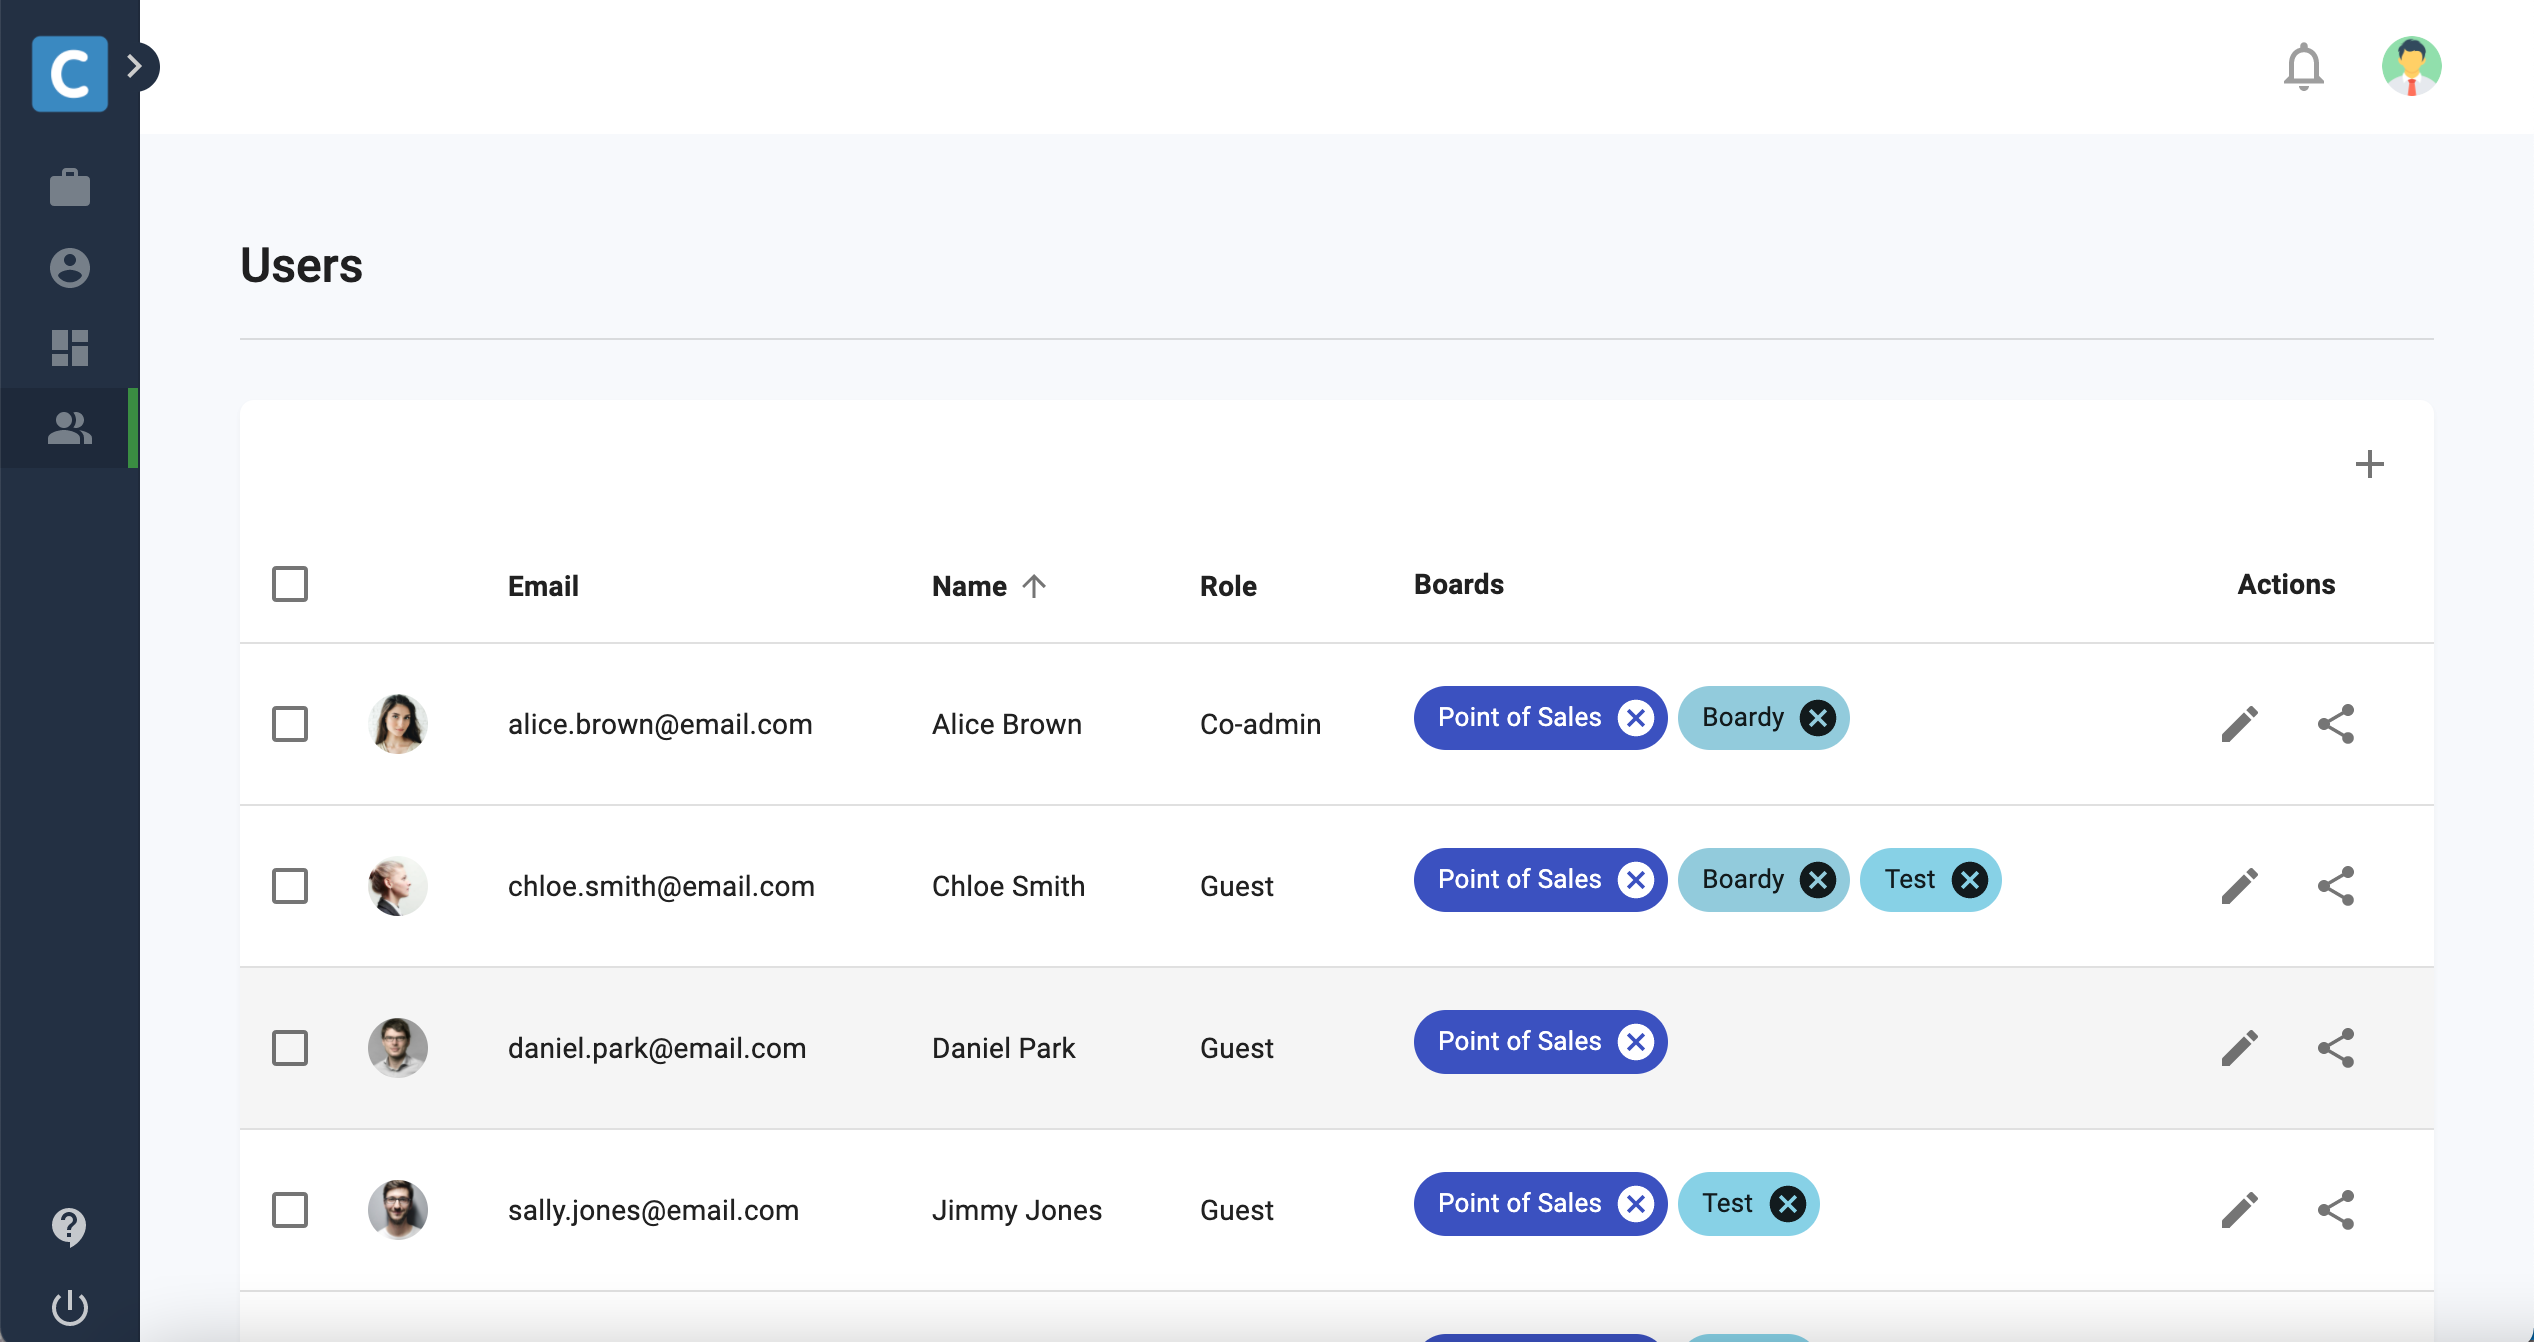 C
Users
Email Name Role Boards Actions
alice.brown@email.com Alice Brown Co-admin Point of Sales Boardy
chloe.smith@email.com Chloe Smith Guest Point of Sales Boardy Test
daniel.park@email.com Daniel Park Guest Point of Sales
sally.jones@email.com Jimmy Jones Guest Point of Sales Test